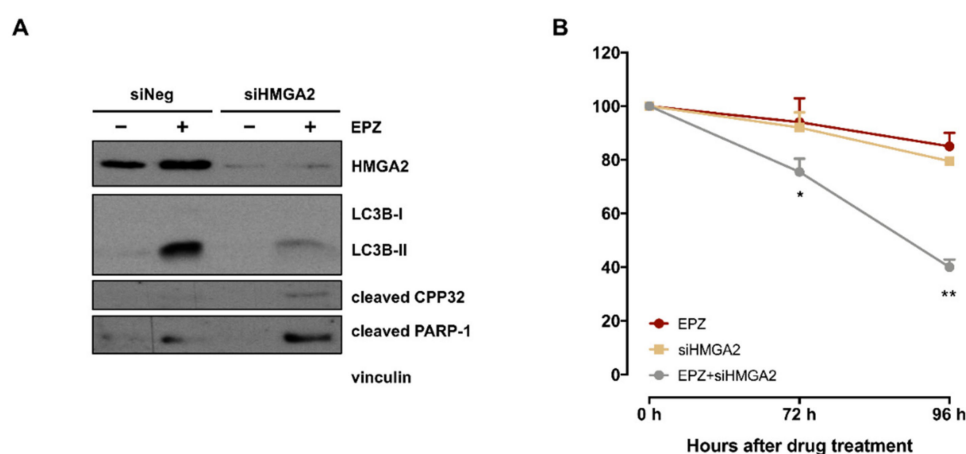 A
siNeg siHMGA2
− + − + EPZ
HMGA2
LC3B-I
LC3B-II
cleaved CPP32
cleaved PARP-1
vinculin
B
120
100
80
60
40
20
0
*
**
EPZ
siHMGA2
EPZ+siHMGA2
0 h 72 h 96 h
Hours after drug treatment